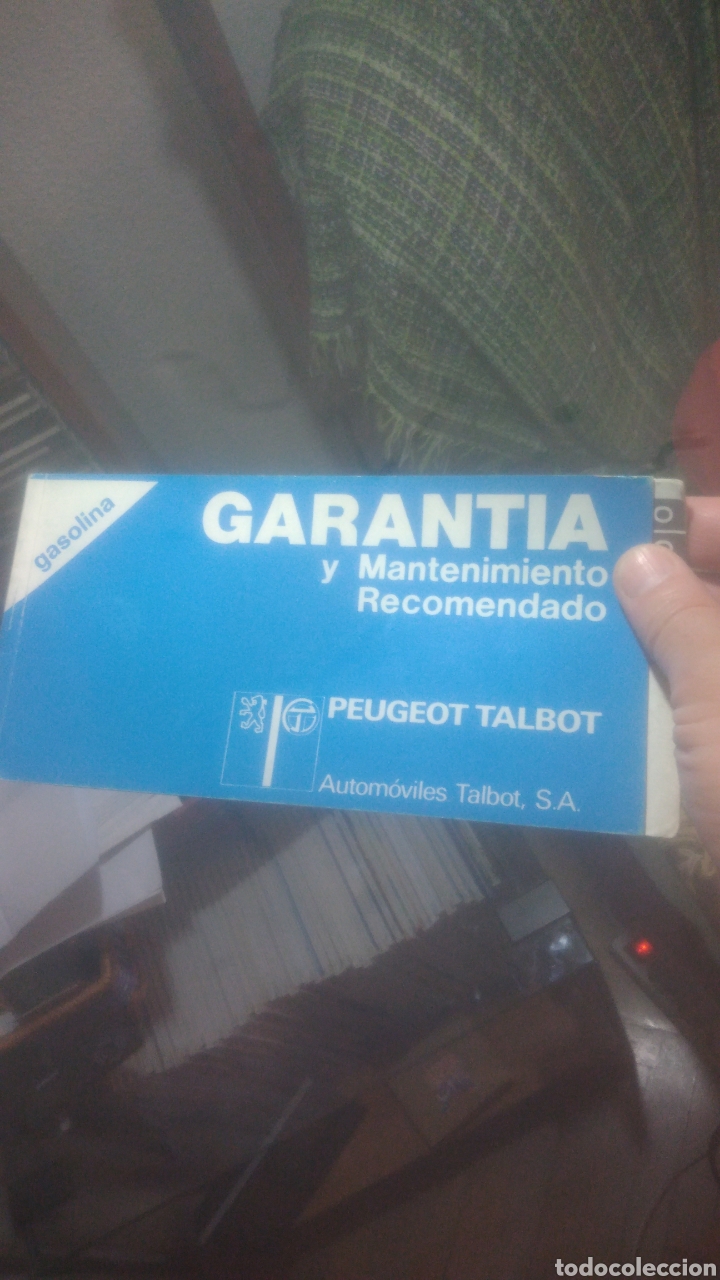 gasolina
GARANTIA
y Mantenimiento
Recomendado
PEUGEOT TALBOT
Automóviles Talbot, S.A.
todocoleccion